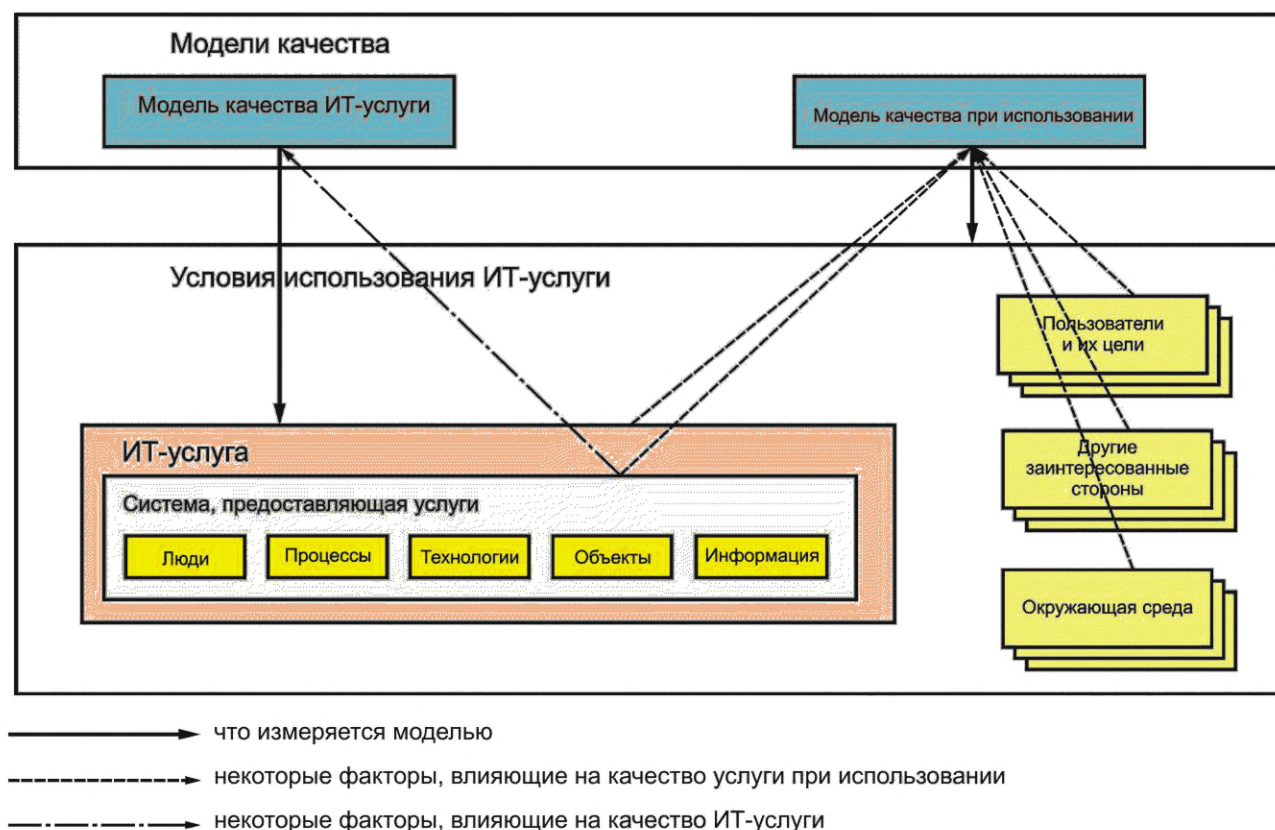 Модели качества
Модель качества ИТ-услуги
Модель качества при использовании
Условия использования ИТ-услуги
Пользователи
и их цели
Другие
заинтересованные
стороны
Окружающая среда
ИТ-услуга
Система, предоставляющая услуги
Люди
Процессы
Технологии
Объекты
Информация
что измеряется моделью
некоторые факторы, влияющие на качество услуги при использовании
некоторые факторы, влияющие на качество ИТ-услуги